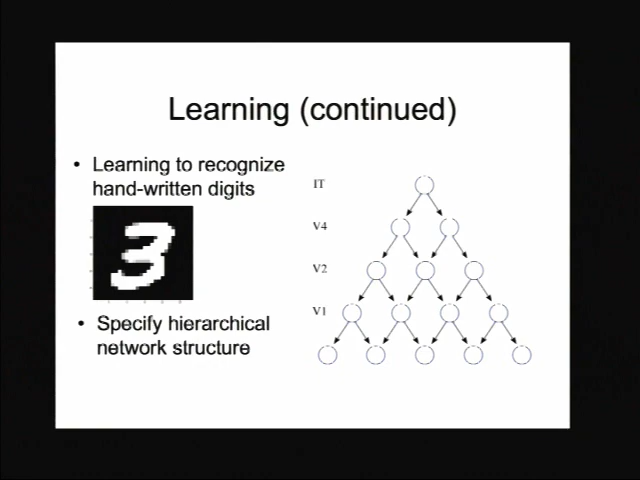 Learning (continued)
• Learning to recognize
hand-written digits
3
• Specify hierarchical
network structure
IT
V4
V2
V1